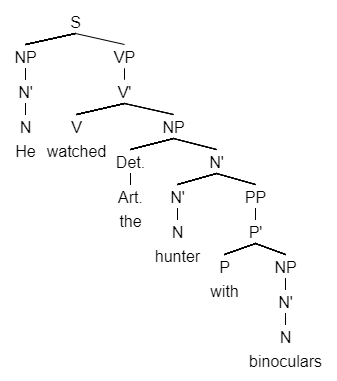 S
NP VP
N' V'
N V NP
He watched Det. N'
Art. N' PP
the N P'
hunter P NP
with N'
N
binoculars